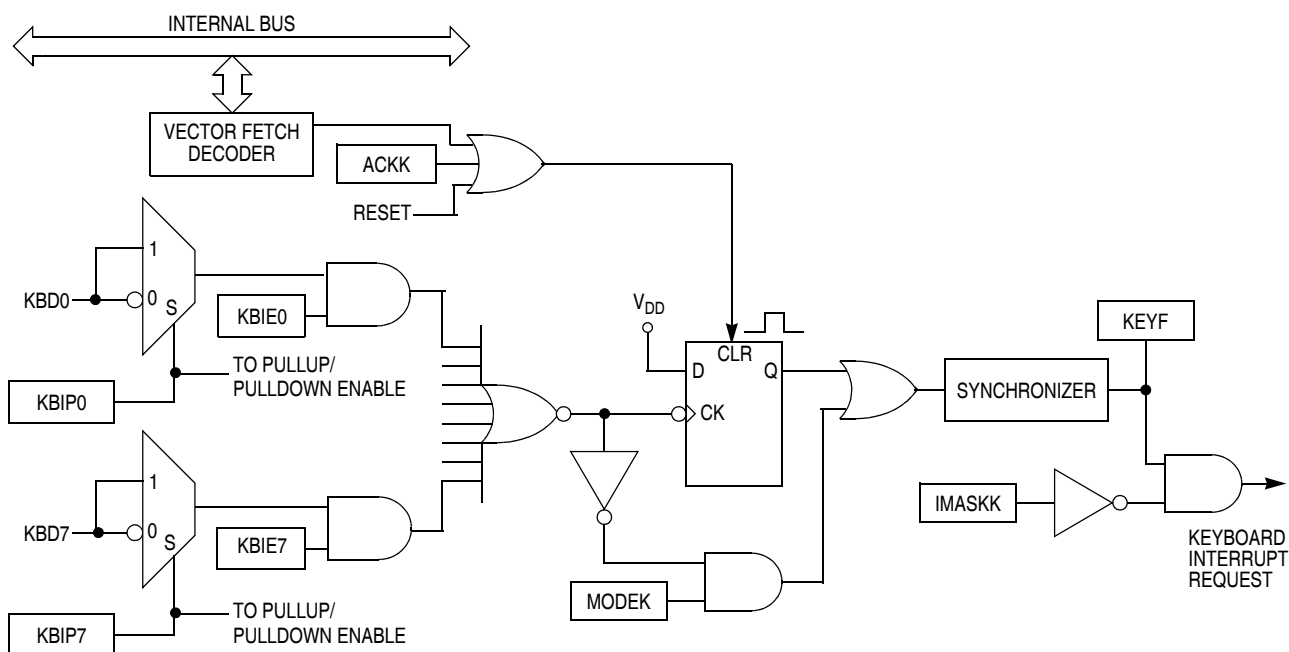 INTERNAL BUS
VECTOR FETCH
DECODER
ACKK
RESET
1
KBD0
0
S
KBIE0
TO PULLUP/
PULLDOWN ENABLE
KBIP0
VDD
CLR
D
Q
CK
KEYF
SYNCHRONIZER
1
KBD7
0
S
KBIE7
TO PULLUP/
PULLDOWN ENABLE
KBIP7
MODEK
IMASKK
KEYBOARD
INTERRUPT
REQUEST